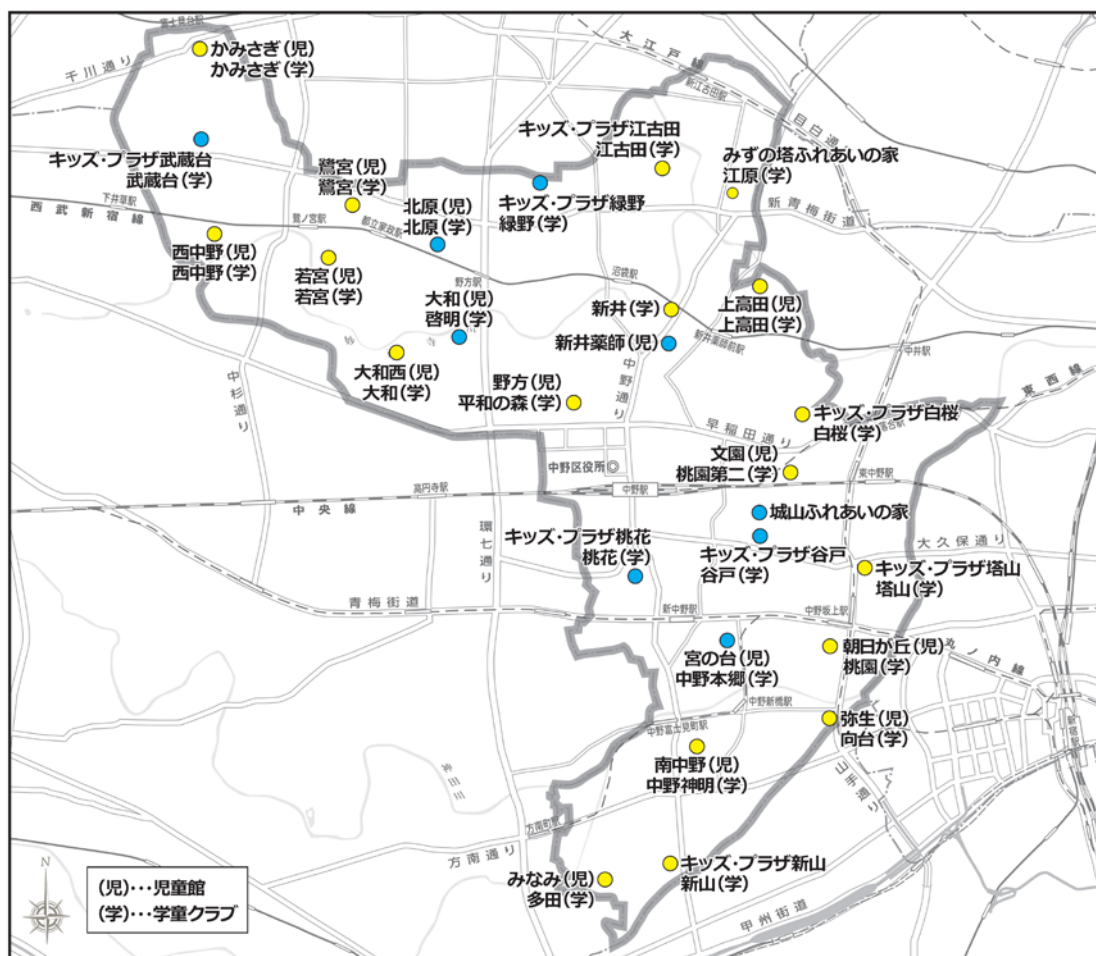 富士見台駅
かみさぎ(児)
かみさぎ(学)
千川通り
大江戸線
新江古田駅
目白通り
キッズ・プラザ武蔵台
武蔵台(学)
キッズ・プラザ江古田
江古田(学)
みずの塔ふれあいの家
江原(学)
鷺宮(児)
鷺宮(学)
キッズ・プラザ緑野
緑野(学)
新青梅街道
下井草駅
西武新宿線
鷺ノ宮駅
都立家政駅
北原(児)
北原(学)
西中野(児)
西中野(学)
若宮(児)
若宮(学)
野方駅
沼袋駅
大和(児)
啓明(学)
新井(学)
上高田(児)
上高田(学)
新井薬師(児)
新井薬師前駅
中井駅
大和西(児)
大和(学)
中杉通り
野方(児)
平和の森(学)
中野通り
東西線
キッズ・プラザ白桜
白桜(学)
落合駅
早稲田通り
文園(児)
桃園第二(学)
中野区役所◎
東中野駅
高円寺駅
中野駅
中央線
城山ふれあいの家
環七通り
キッズ・プラザ桃花
桃花(学)
キッズ・プラザ谷戸
谷戸(学)
大久保通り
キッズ・プラザ塔山
塔山(学)
青梅街道
新中野駅
中野坂上駅
宮の台(児)
中野本郷(学)
朝日が丘(児)
桃園(学)
丸ノ内線
中野新橋駅
新宿駅
中野富士見町駅
弥生(児)
向台(学)
南中野(児)
中野神明(学)
山手通り
方南町駅
方南通り
キッズ・プラザ新山
新山(学)
みなみ(児)
多田(学)
甲州街道
N
(児)…児童館
(学)…学童クラブ